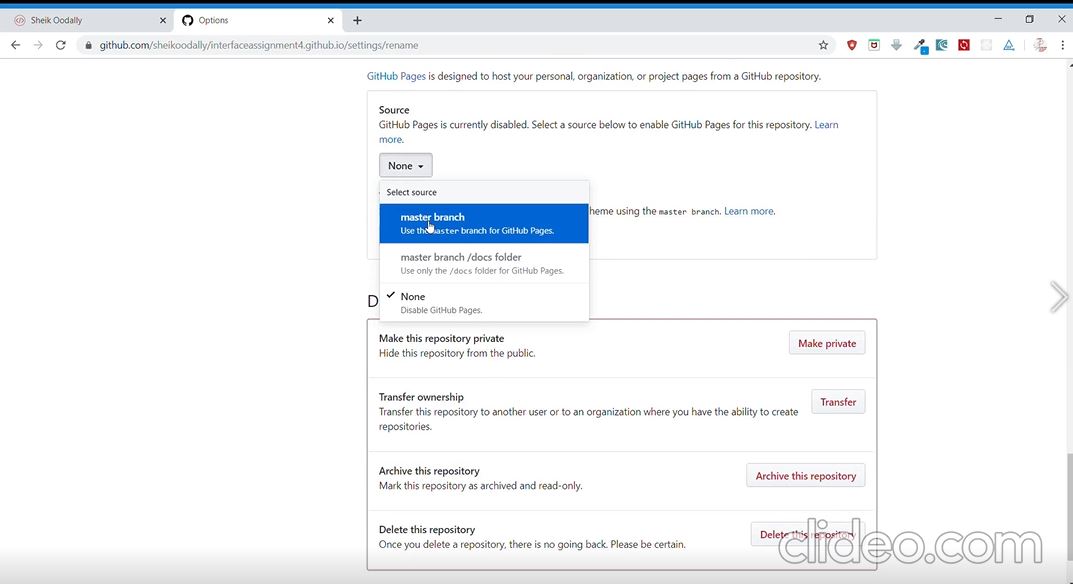 Sheik Oodally
Options
github.com/sheikoodally/interfaceassignment4.github.io/settings/rename
GitHub Pages is designed to host your personal, organization, or project pages from a GitHub repository.
Source
GitHub Pages is currently disabled. Select a source below to enable GitHub Pages for this repository. Learn
more.
None
Select source
master branch
Use the master branch for GitHub Pages.
heme using the master branch. Learn more.
master branch /docs folder
Use only the /docs folder for GitHub Pages.
None
Disable GitHub Pages.
D
Make this repository private
Hide this repository from the public.
Make private
Transfer ownership
Transfer this repository to another user or to an organization where you have the ability to create
repositories.
Transfer
Archive this repository
Mark this repository as archived and read-only.
Archive this repository
Delete this repository
Once you delete a repository, there is no going back. Please be certain.
Delete this repository
clideo.com